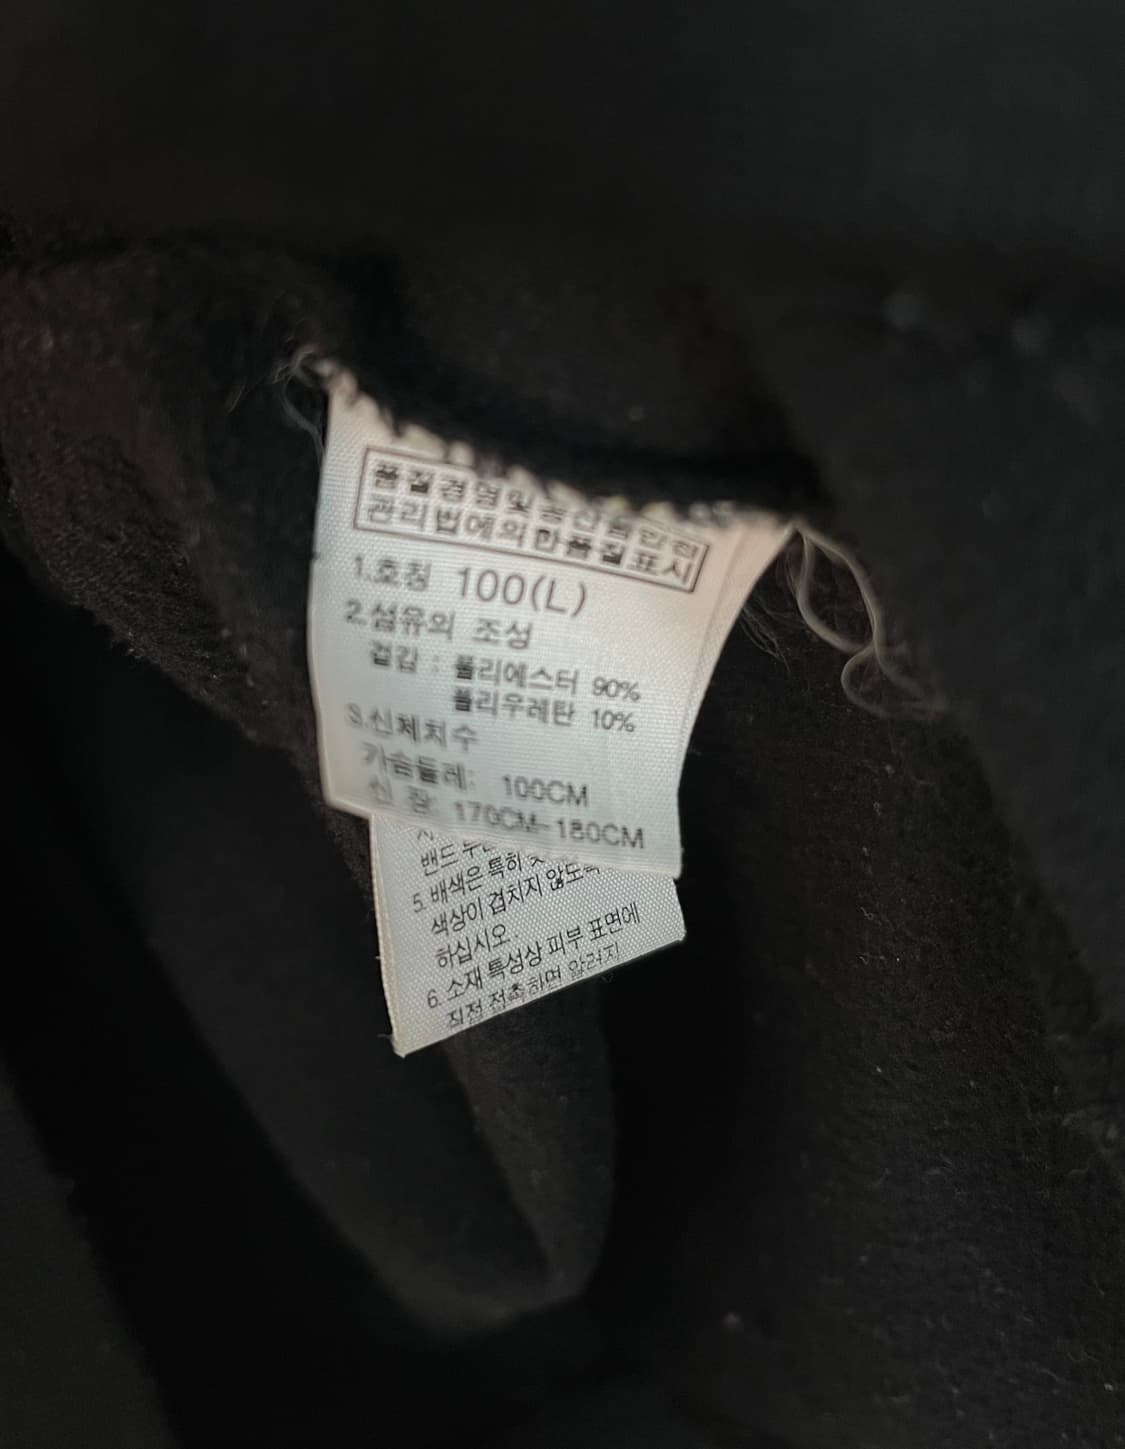 품질경영및공산품안전
관리법에의한품질표시
1.호칭 100(L)
2.섬유의 조성
겉감 : 폴리에스터 90%
폴리우레탄 10%
3.신체치수
가슴둘레: 100CM
신 장: 170CM-180CM
밴드
5. 배색은 특히
색상이 겹치지 않도록
하십시오
6. 소재 특성상 피부 표면에
직접 접촉하면 알러지